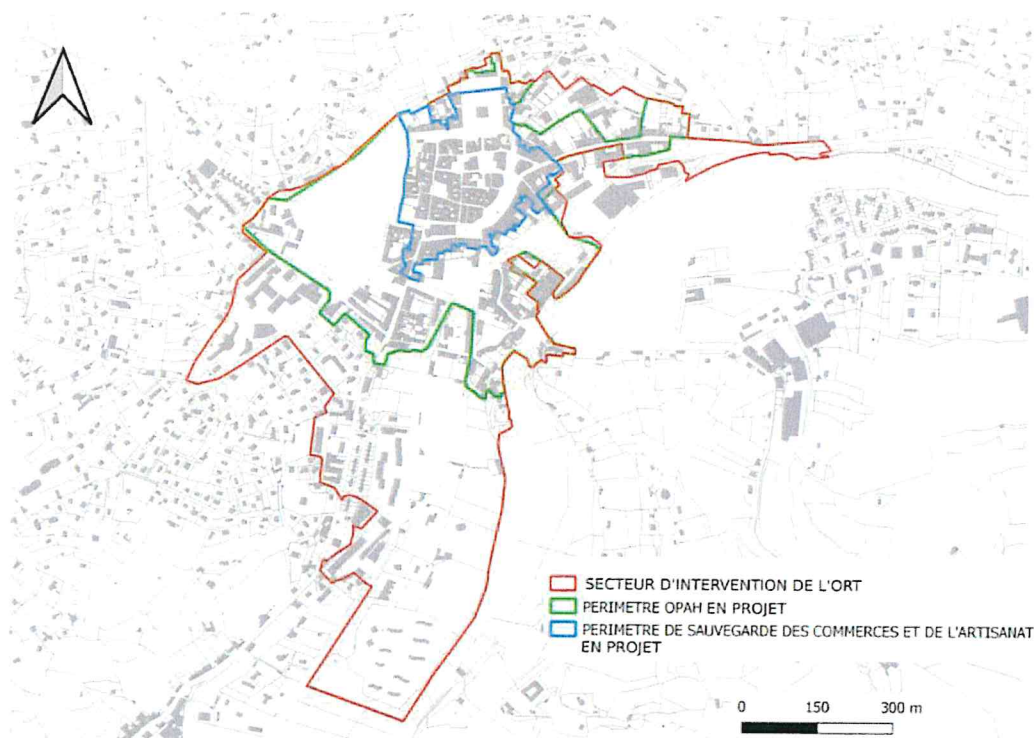 SECTEUR D'INTERVENTION DE L'ORT
PERIMETRE OPAH EN PROJET
PERIMETRE DE SAUVEGARDE DES COMMERCES ET DE L'ARTISANAT
EN PROJET
0 150 300 m